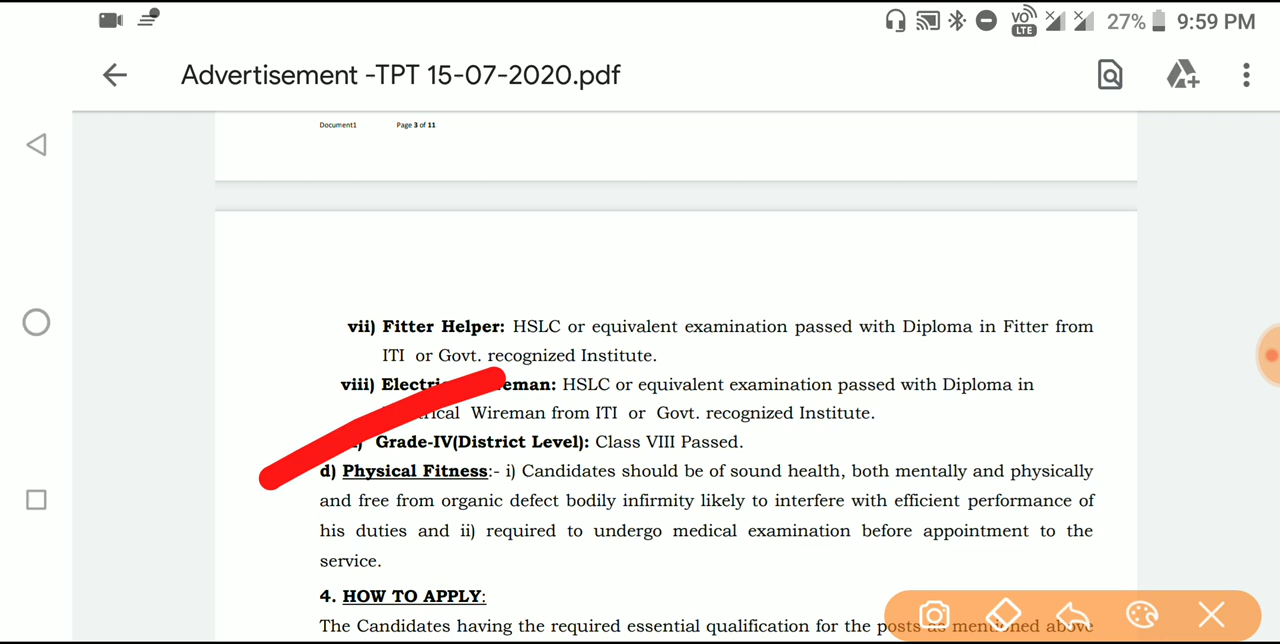 VO LTE 27% 9:59 PM
Advertisement -TPT 15-07-2020.pdf
Document1 Page 3 of 11
vii) Fitter Helper: HSLC or equivalent examination passed with Diploma in Fitter from
ITI or Govt. recognized Institute.
viii) Electri eman: HSLC or equivalent examination passed with Diploma in
rical Wireman from ITI or Govt. recognized Institute.
) Grade-IV(District Level): Class VIII Passed.
d) Physical Fitness:- i) Candidates should be of sound health, both mentally and physically
and free from organic defect bodily infirmity likely to interfere with efficient performance of
his duties and ii) required to undergo medical examination before appointment to the
service.
4. HOW TO APPLY:
The Candidates having the required essential qualification for the posts as mentioned above